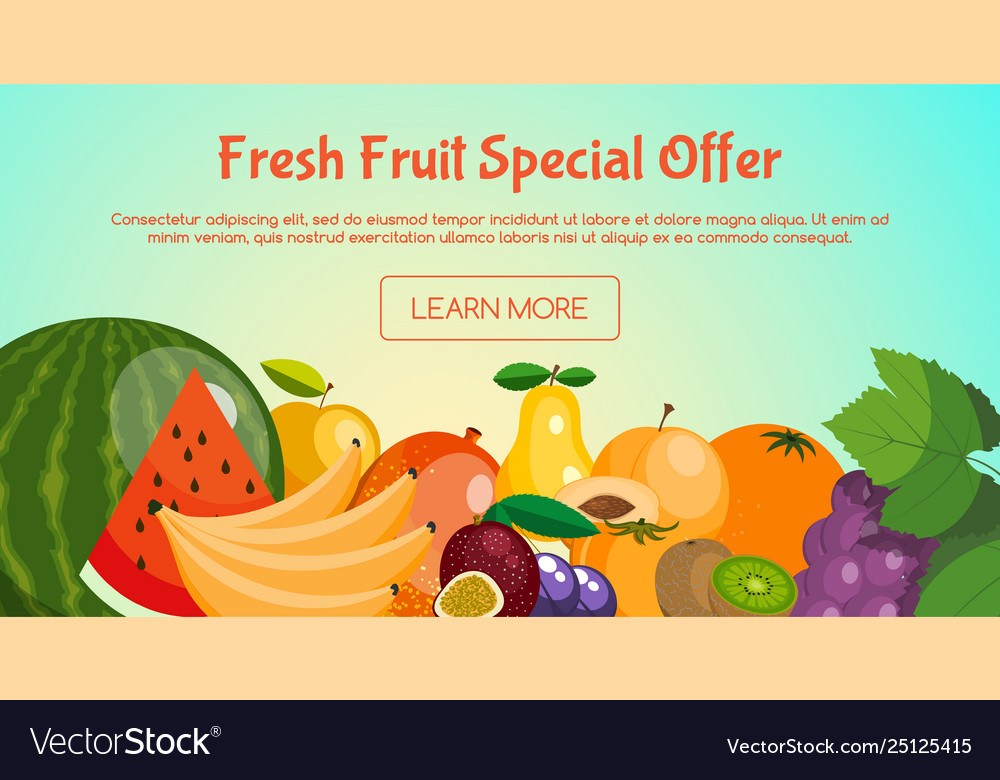 Fresh Fruit Special Offer
Consectetur adipiscing elit, sed do eiusmod tempor incididunt ut labore et dolore magna aliqua. Ut enim ad
minim veniam, quis nostrud exercitation ullamco laboris nisi ut aliquip ex ea commodo consequat.
LEARN MORE
VectorStock®
VectorStock.com/25125415